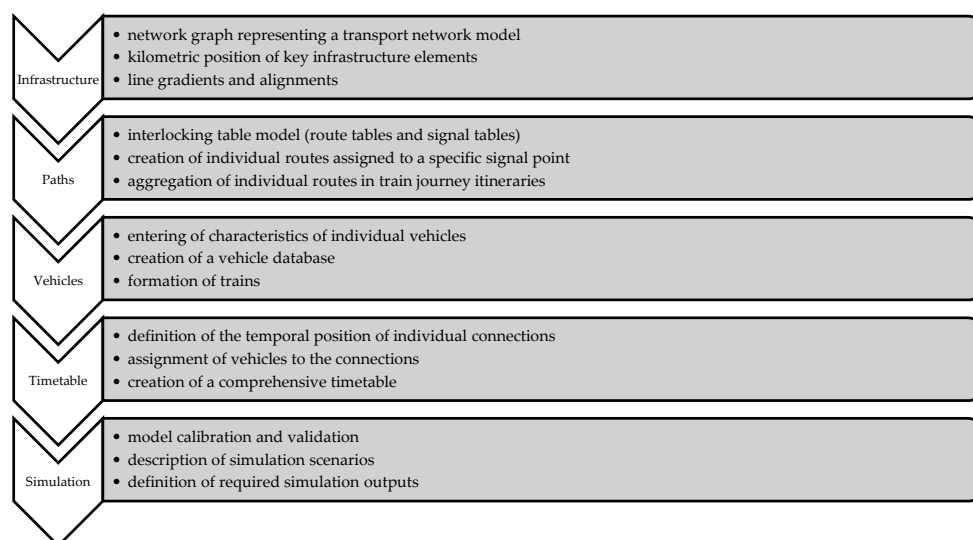 Infrastructure
• network graph representing a transport network model
• kilometric position of key infrastructure elements
• line gradients and alignments
Paths
• interlocking table model (route tables and signal tables)
• creation of individual routes assigned to a specific signal point
• aggregation of individual routes in train journey itineraries
Vehicles
• entering of characteristics of individual vehicles
• creation of a vehicle database
• formation of trains
Timetable
• definition of the temporal position of individual connections
• assignment of vehicles to the connections
• creation of a comprehensive timetable
Simulation
• model calibration and validation
• description of simulation scenarios
• definition of required simulation outputs